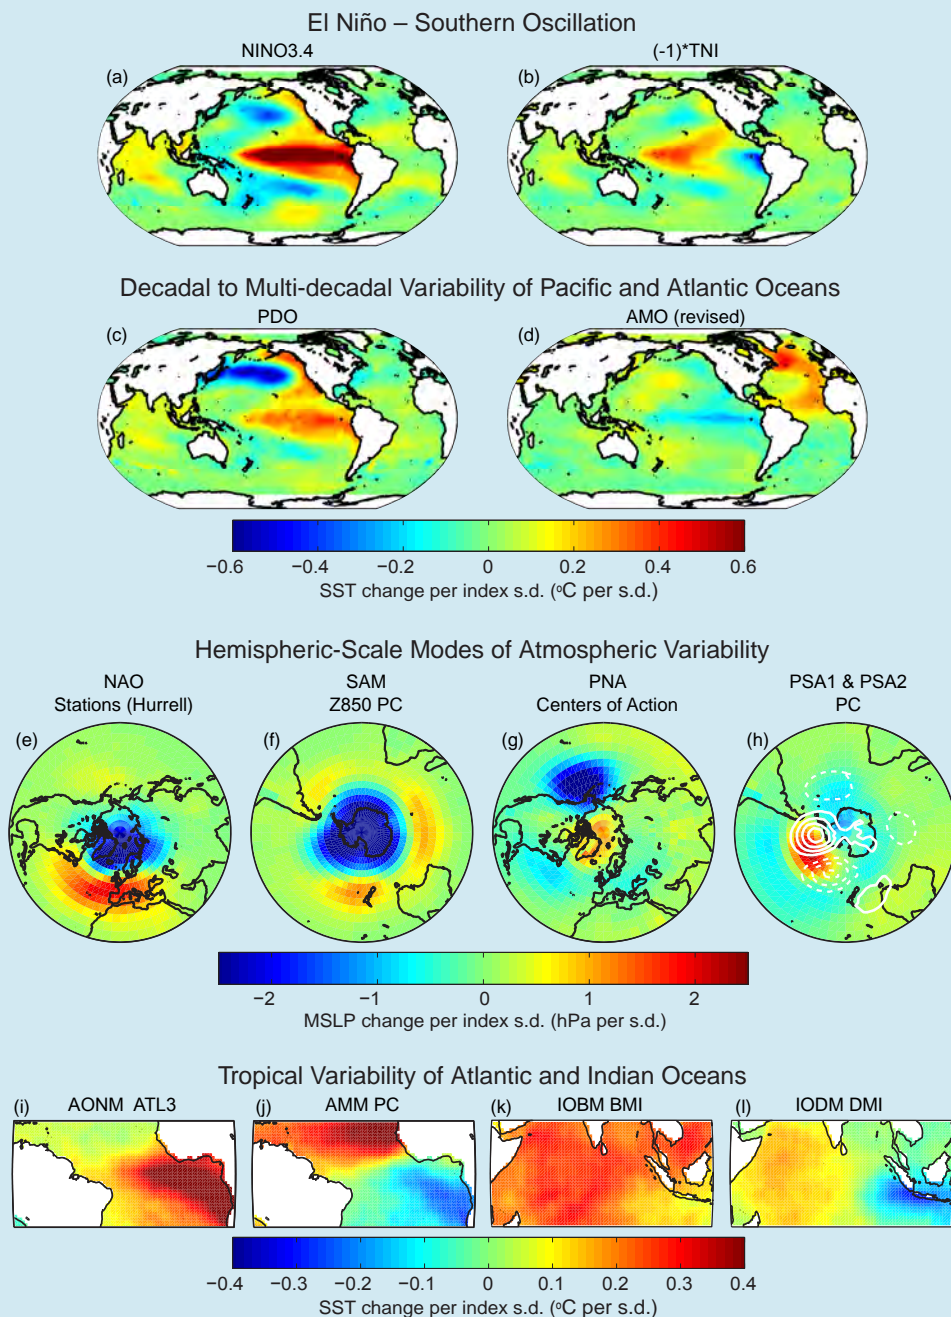 El Niño – Southern Oscillation
NINO3.4
(-1)*TNI
(a)
(b)
Decadal to Multi-decadal Variability of Pacific and Atlantic Oceans
PDO
AMO (revised)
(c)
(d)
−0.6 −0.4 −0.2 0 0.2 0.4 0.6
SST change per index s.d. (ºC per s.d.)
Hemispheric-Scale Modes of Atmospheric Variability
NAO
Stations (Hurrell)
SAM
Z850 PC
PNA
Centers of Action
PSA1 & PSA2
PC
(e)
(f)
(g)
(h)
−2 −1 0 1 2
MSLP change per index s.d. (hPa per s.d.)
Tropical Variability of Atlantic and Indian Oceans
(i) AONM ATL3
(j) AMM PC
(k) IOBM BMI
(l) IODM DMI
−0.4 −0.3 −0.2 −0.1 0 0.1 0.2 0.3 0.4
SST change per index s.d. (ºC per s.d.)